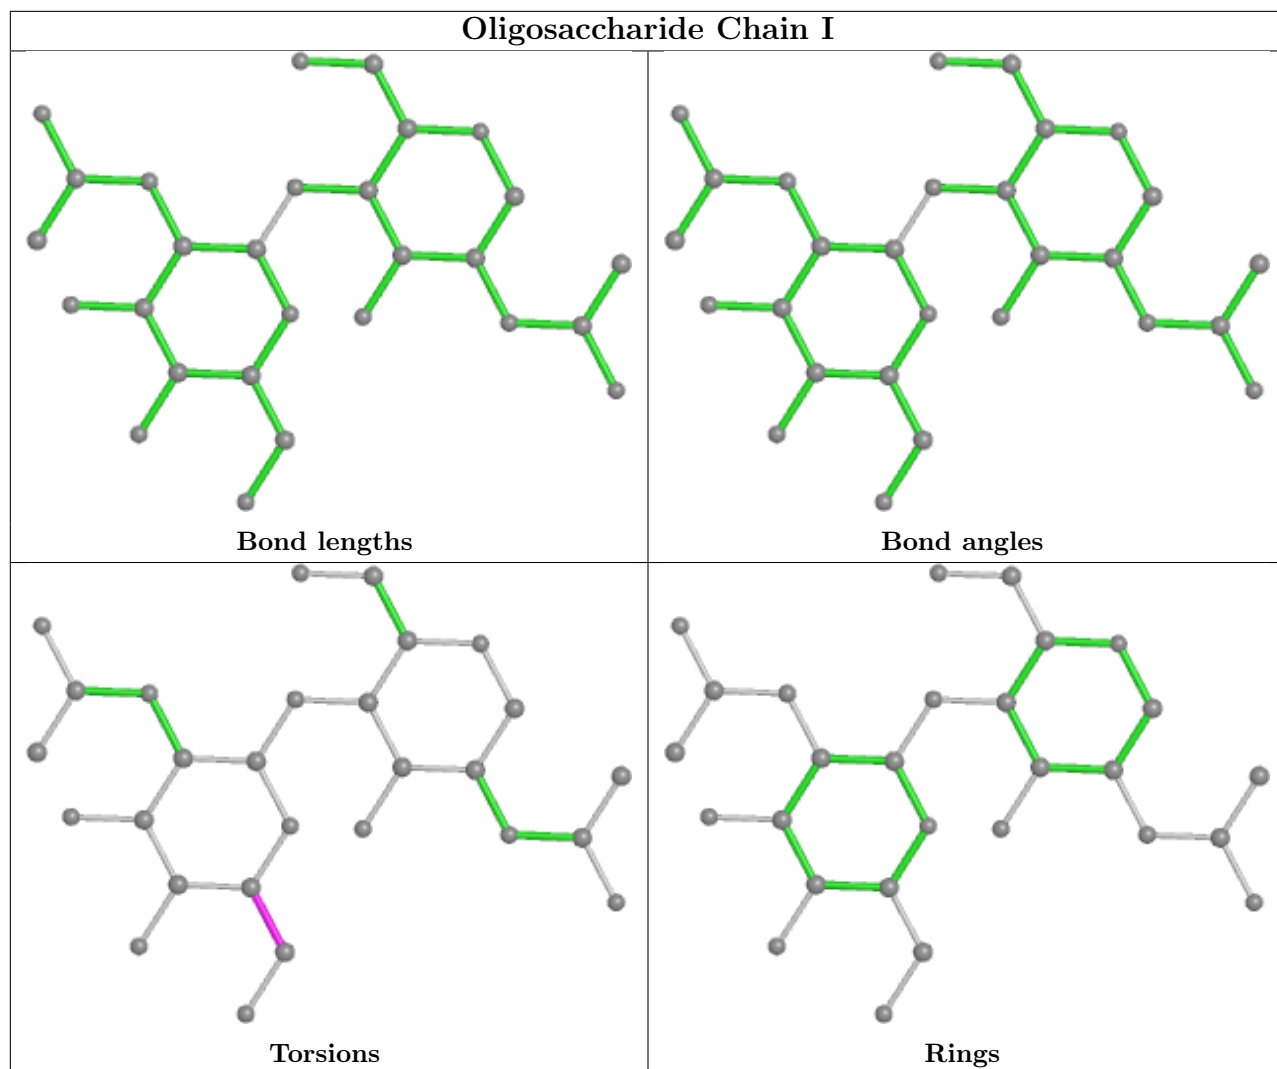 Oligosaccharide Chain I
Bond lengths
Bond angles
Torsions
Rings